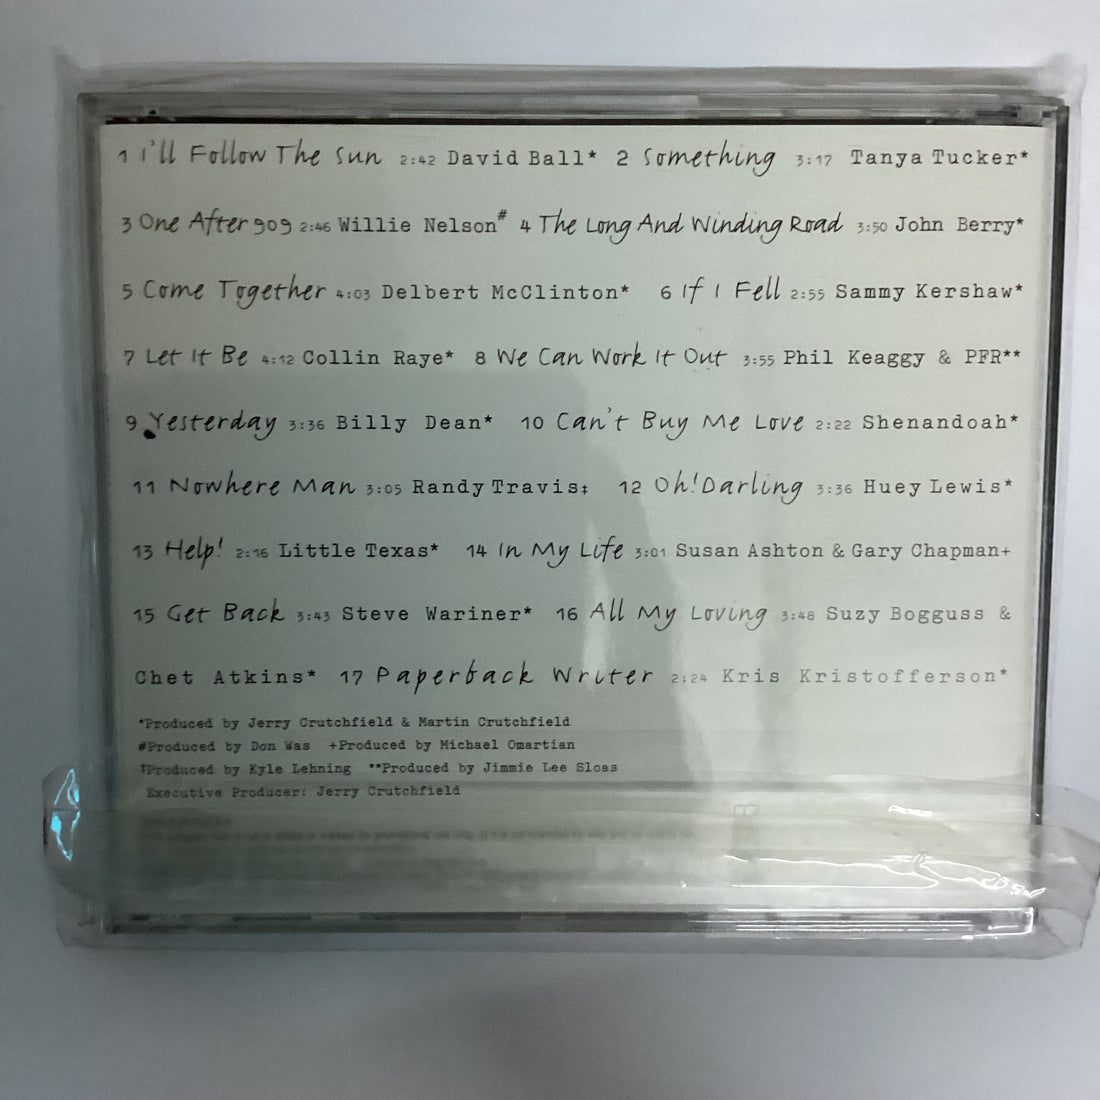 1 I'll Follow The Sun 2:42 David Ball* 2 Something 3:17 Tanya Tucker*
3 One After 909 2:46 Willie Nelson# 4 The Long And Winding Road 3:50 John Berry*
5 Come Together 4:03 Delbert McClinton* 6 If I Fell 2:55 Sammy Kershaw*
7 Let It Be 4:12 Collin Raye* 8 We Can Work It Out 3:55 Phil Keaggy & PFR**
9 Yesterday 3:36 Billy Dean* 10 Can't Buy Me Love 2:22 Shenandoah*
11 Nowhere Man 3:05 Randy Travis‡ 12 Oh! Darling 3:36 Huey Lewis*
13 Help! 2:16 Little Texas* 14 In My Life 3:01 Susan Ashton & Gary Chapman+
15 Get Back 3:43 Steve Wariner* 16 All My Loving 3:48 Suzy Bogguss &
Chet Atkins* 17 Paperback Writer 2:24 Kris Kristofferson*
*Produced by Jerry Crutchfield & Martin Crutchfield
#Produced by Don Was +Produced by Michael Omartian
‡Produced by Kyle Lehning **Produced by Jimmie Lee Sloas
Executive Producer: Jerry Crutchfield